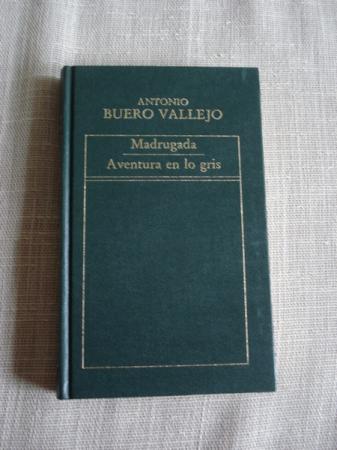 ANTONIO
BUERO VALLEJO
Madrugada
Aventura en lo gris